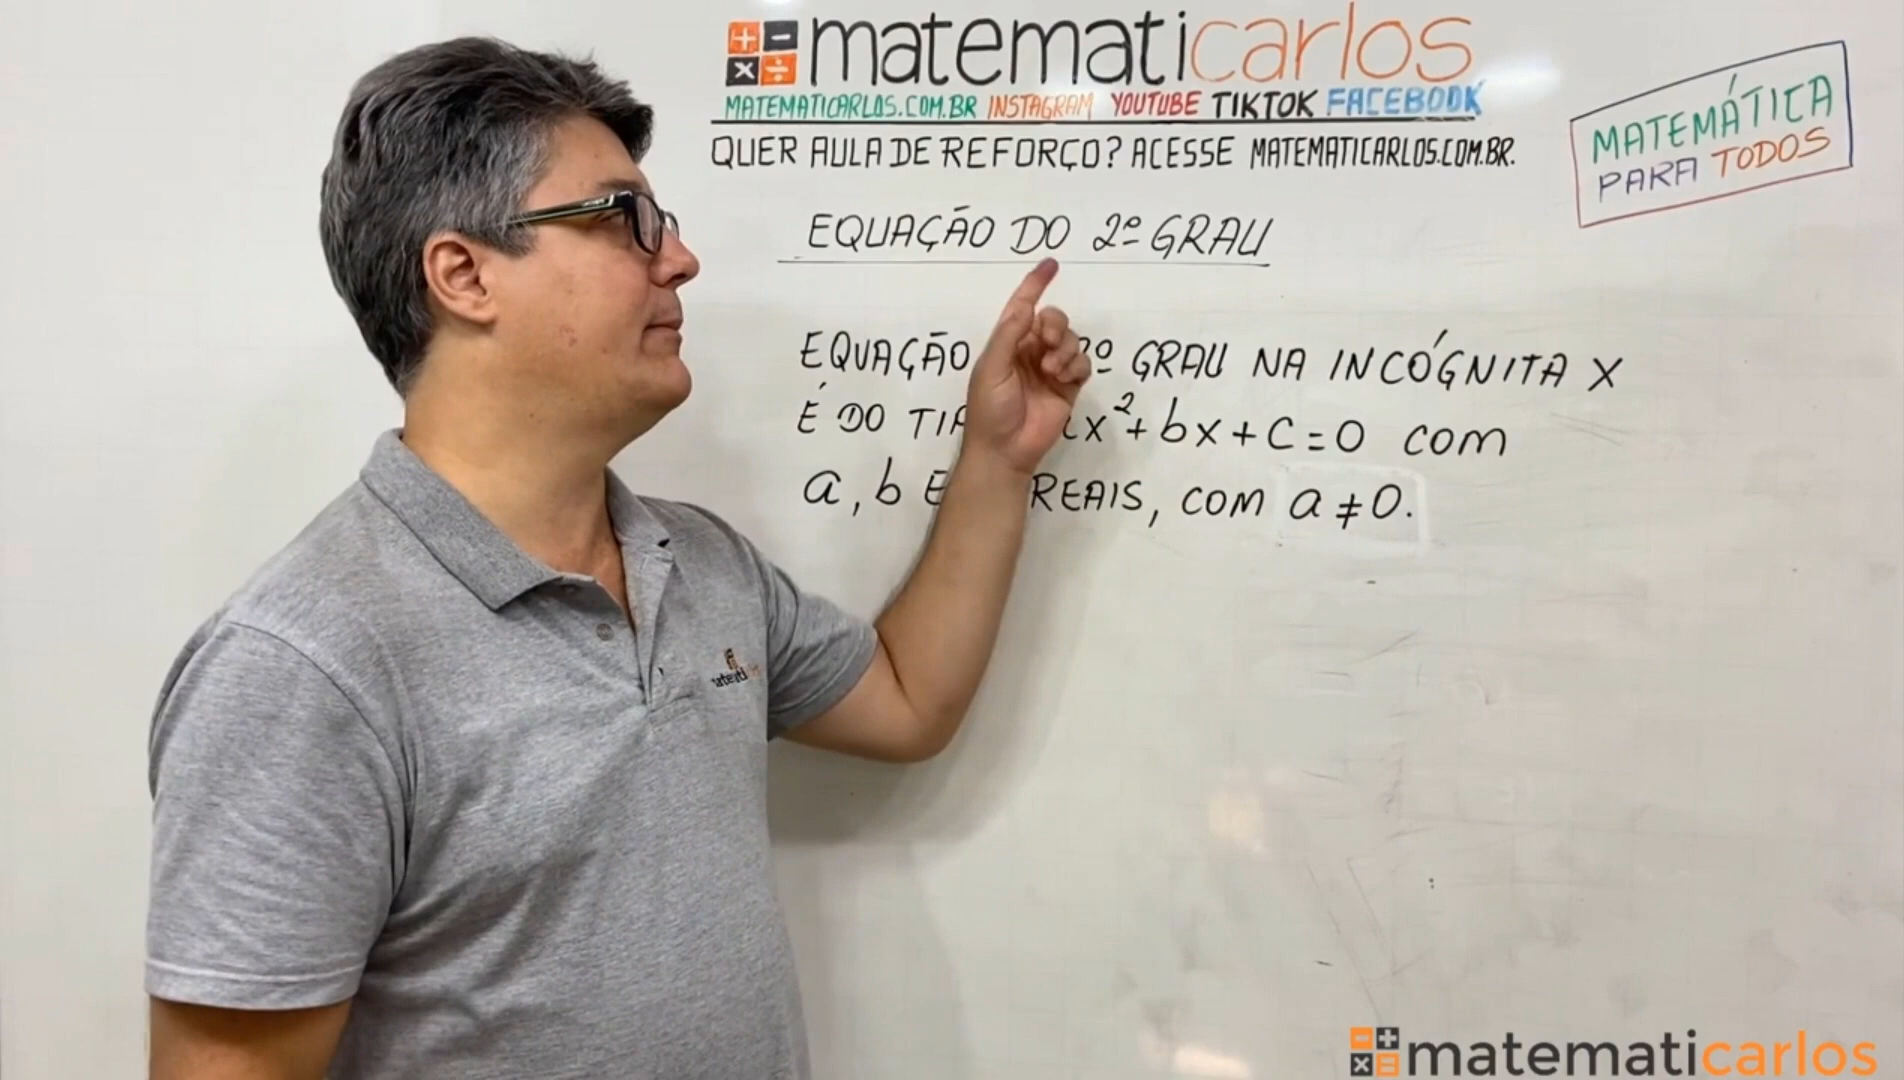 matematicarlos
MATEMATICARLOS.COM.BR INSTAGRAM YOUTUBE TIKTOK FACEBOOK
QUER AULA DE REFORÇO? ACESSE MATEMATICARLOS.COM.BR.
MATEMÁTICA
PARA TODOS
EQUAÇÃO DO 2º GRAU
EQUAÇÃO 2º GRAU NA INCÓGNITA X
É DO x²+bx+c=0 com
a, b E REAIS, COM a ≠ 0.
matematicarlos